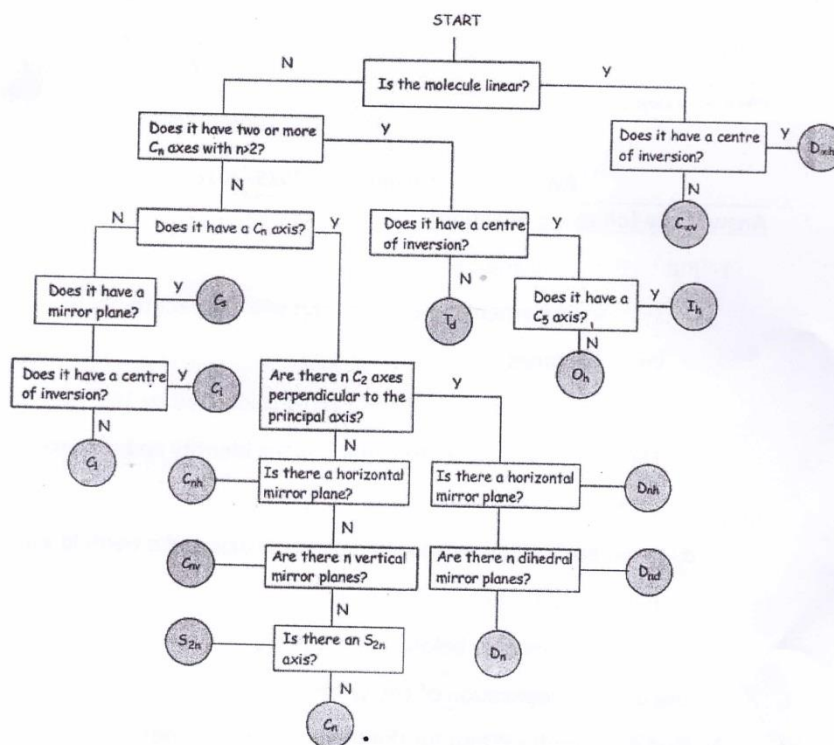 START
N
Y
Is the molecule linear?
Does it have two or more
Cn axes with n>2?
Y
Does it have a centre
of inversion?
Y
D∞h
N
N
C∞v
N
Does it have a Cn axis?
Y
Does it have a centre
of inversion?
Y
Does it have a
mirror plane?
Y
Cs
N
Td
Does it have a
C5 axis?
Y
Ih
N
Oh
Does it have a centre
of inversion?
Y
Ci
N
C1
Are there n C2 axes
perpendicular to the
principal axis?
Y
N
Cnh
Is there a horizontal
mirror plane?
Is there a horizontal
mirror plane?
Dnh
N
Cnv
Are there n vertical
mirror planes?
Are there n dihedral
mirror planes?
Dnd
N
S2n
Is there an S2n
axis?
Dn
N
Cn